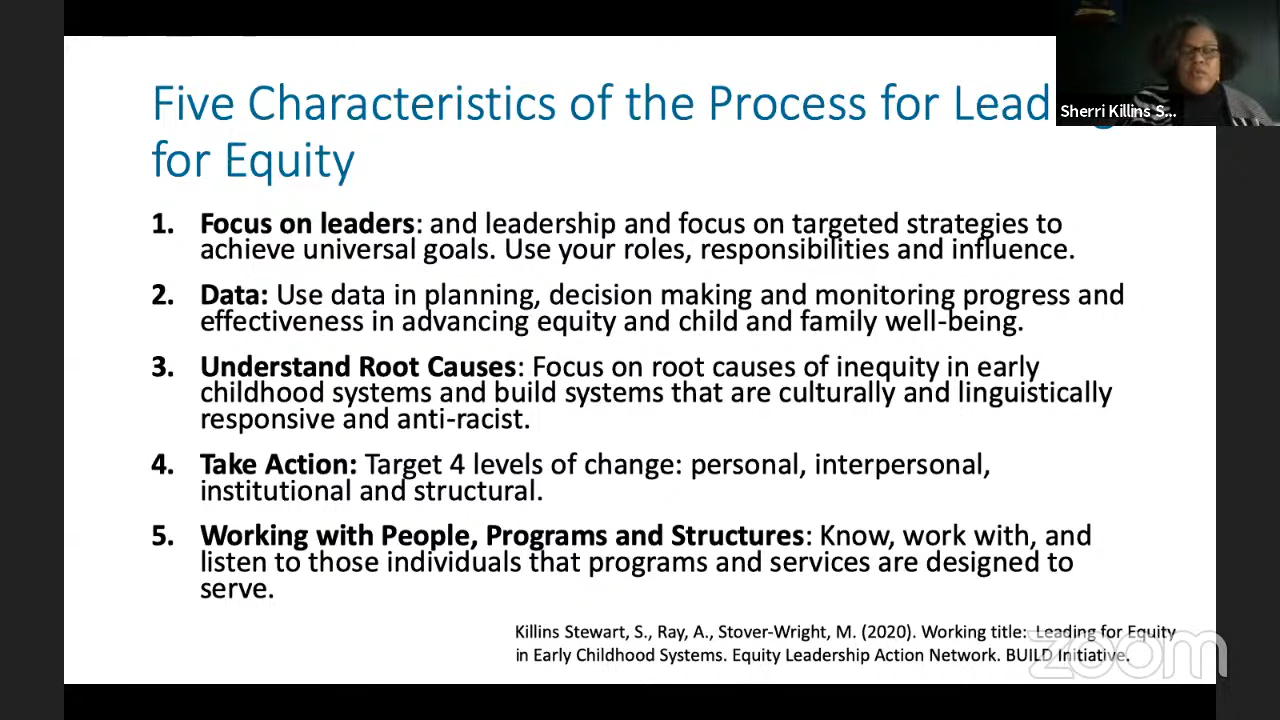 Five Characteristics of the Process for Lead
for Equity
Sherri Killins S...
1. Focus on leaders: and leadership and focus on targeted strategies to
achieve universal goals. Use your roles, responsibilities and influence.
2. Data: Use data in planning, decision making and monitoring progress and
effectiveness in advancing equity and child and family well-being.
3. Understand Root Causes: Focus on root causes of inequity in early
childhood systems and build systems that are culturally and linguistically
responsive and anti-racist.
4. Take Action: Target 4 levels of change: personal, interpersonal,
institutional and structural.
5. Working with People, Programs and Structures: Know, work with, and
listen to those individuals that programs and services are designed to
serve.
Killins Stewart, S., Ray, A., Stover-Wright, M. (2020). Working title: Leading for Equity
in Early Childhood Systems. Equity Leadership Action Network. BUILD Initiative.
zoom